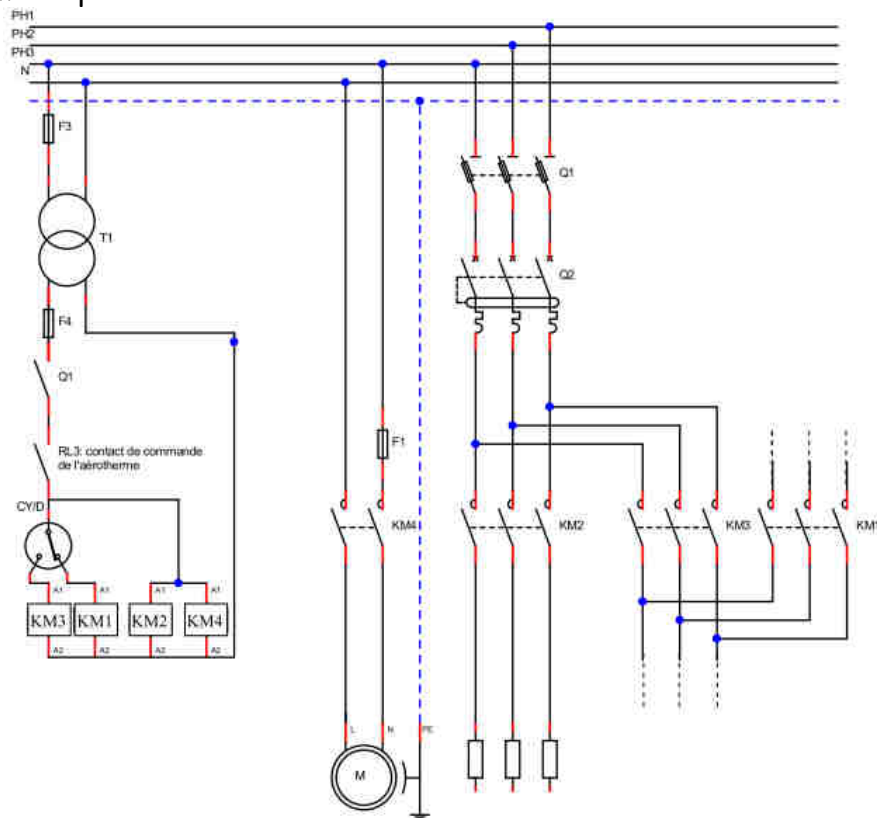 PH1
PH2
PH3
N
F3
Q1
T1
Q2
F4
Q1
F1
RL3: contact de commande
de l'aérotherme
CY/D
KM4
KM2
KM3
KM1
A1
A1
A1
A1
KM3
KM1
KM2
KM4
A2
A2
A2
A2
L
N
PE
M